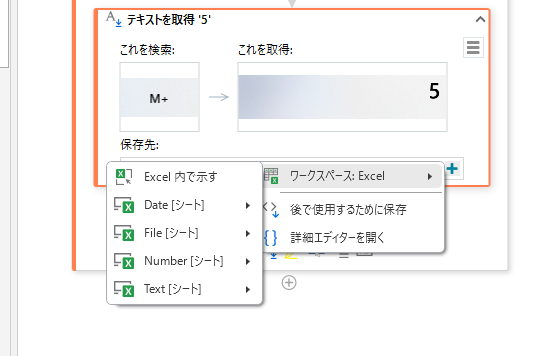 テキストを取得 '5'
これを検索:
これを取得:
M+
5
保存先:
Excel 内で示す
Date [シート]
File [シート]
Number [シート]
Text [シート]
ワークスペース: Excel
後で使用するために保存
詳細エディターを開く